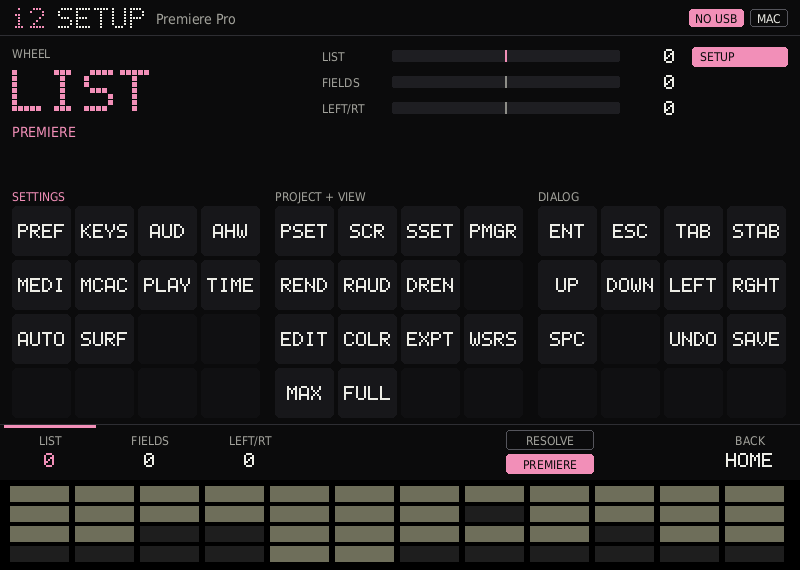 i2 SETUP Premiere Pro NO USB MAC
WHEEL
LIST
PREMIERE
LIST 0 SETUP
FIELDS 0
LEFT/RT 0
SETTINGS PROJECT + VIEW DIALOG
PREF KEYS AUD AHW PSET SCR SSET PMGR ENT ESC TAB STAB
MEDI MCAC PLAY TIME REND RAUD DREN UP DOWN LEFT RGHT
AUTO SURF EDIT COLR EXPT WSRS SPC UNDO SAVE
MAX FULL
LIST FIELDS LEFT/RT RESOLVE BACK
0 0 0 PREMIERE HOME